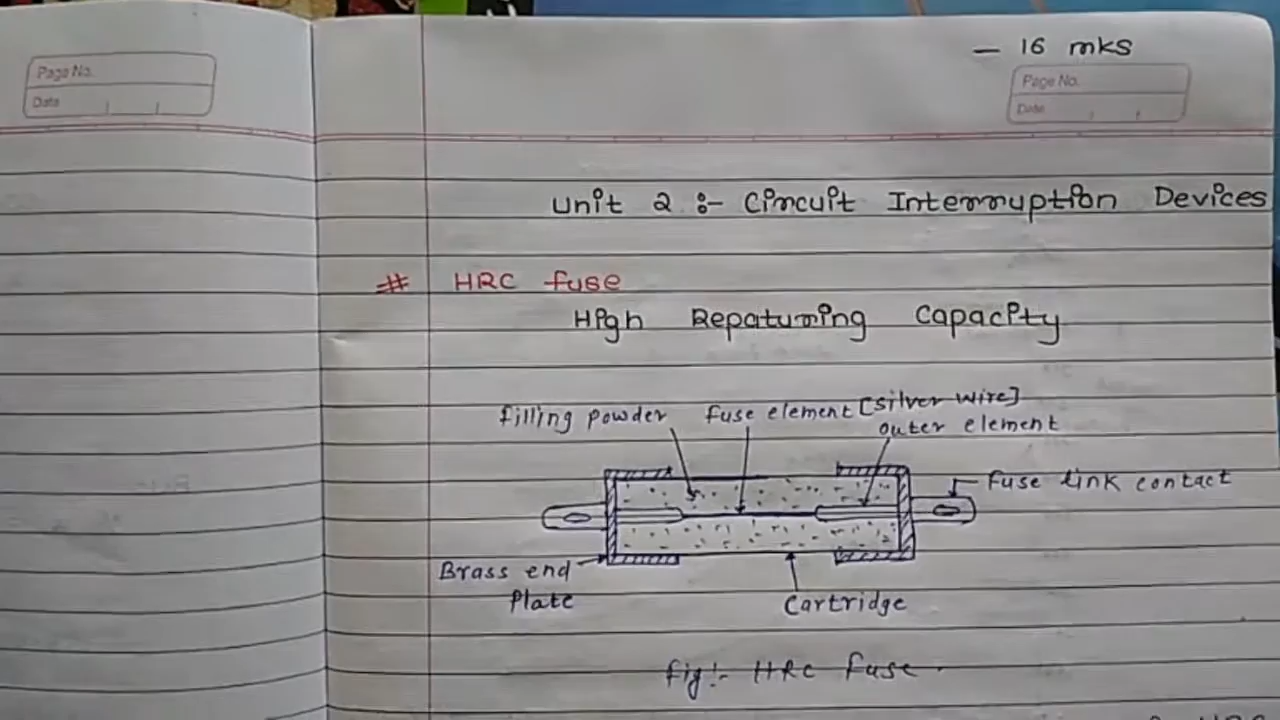 — 16 mks
Page No.
Date
Page No.
Date
Unit 2 :- Circuit Interruption Devices
# HRC fuse
High Repaturing Capacity
filling powder fuse element [silver wire]
outer element
fuse link contact
Brass end
Plate
Cartridge
fig:- HRC fuse.